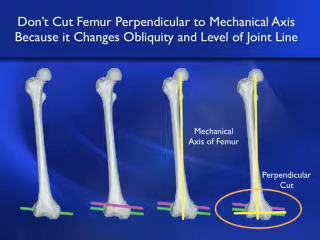 Don't Cut Femur Perpendicular to Mechanical Axis
Because it Changes Obliquity and Level of Joint Line
Mechanical
Axis of Femur
Perpendicular
Cut